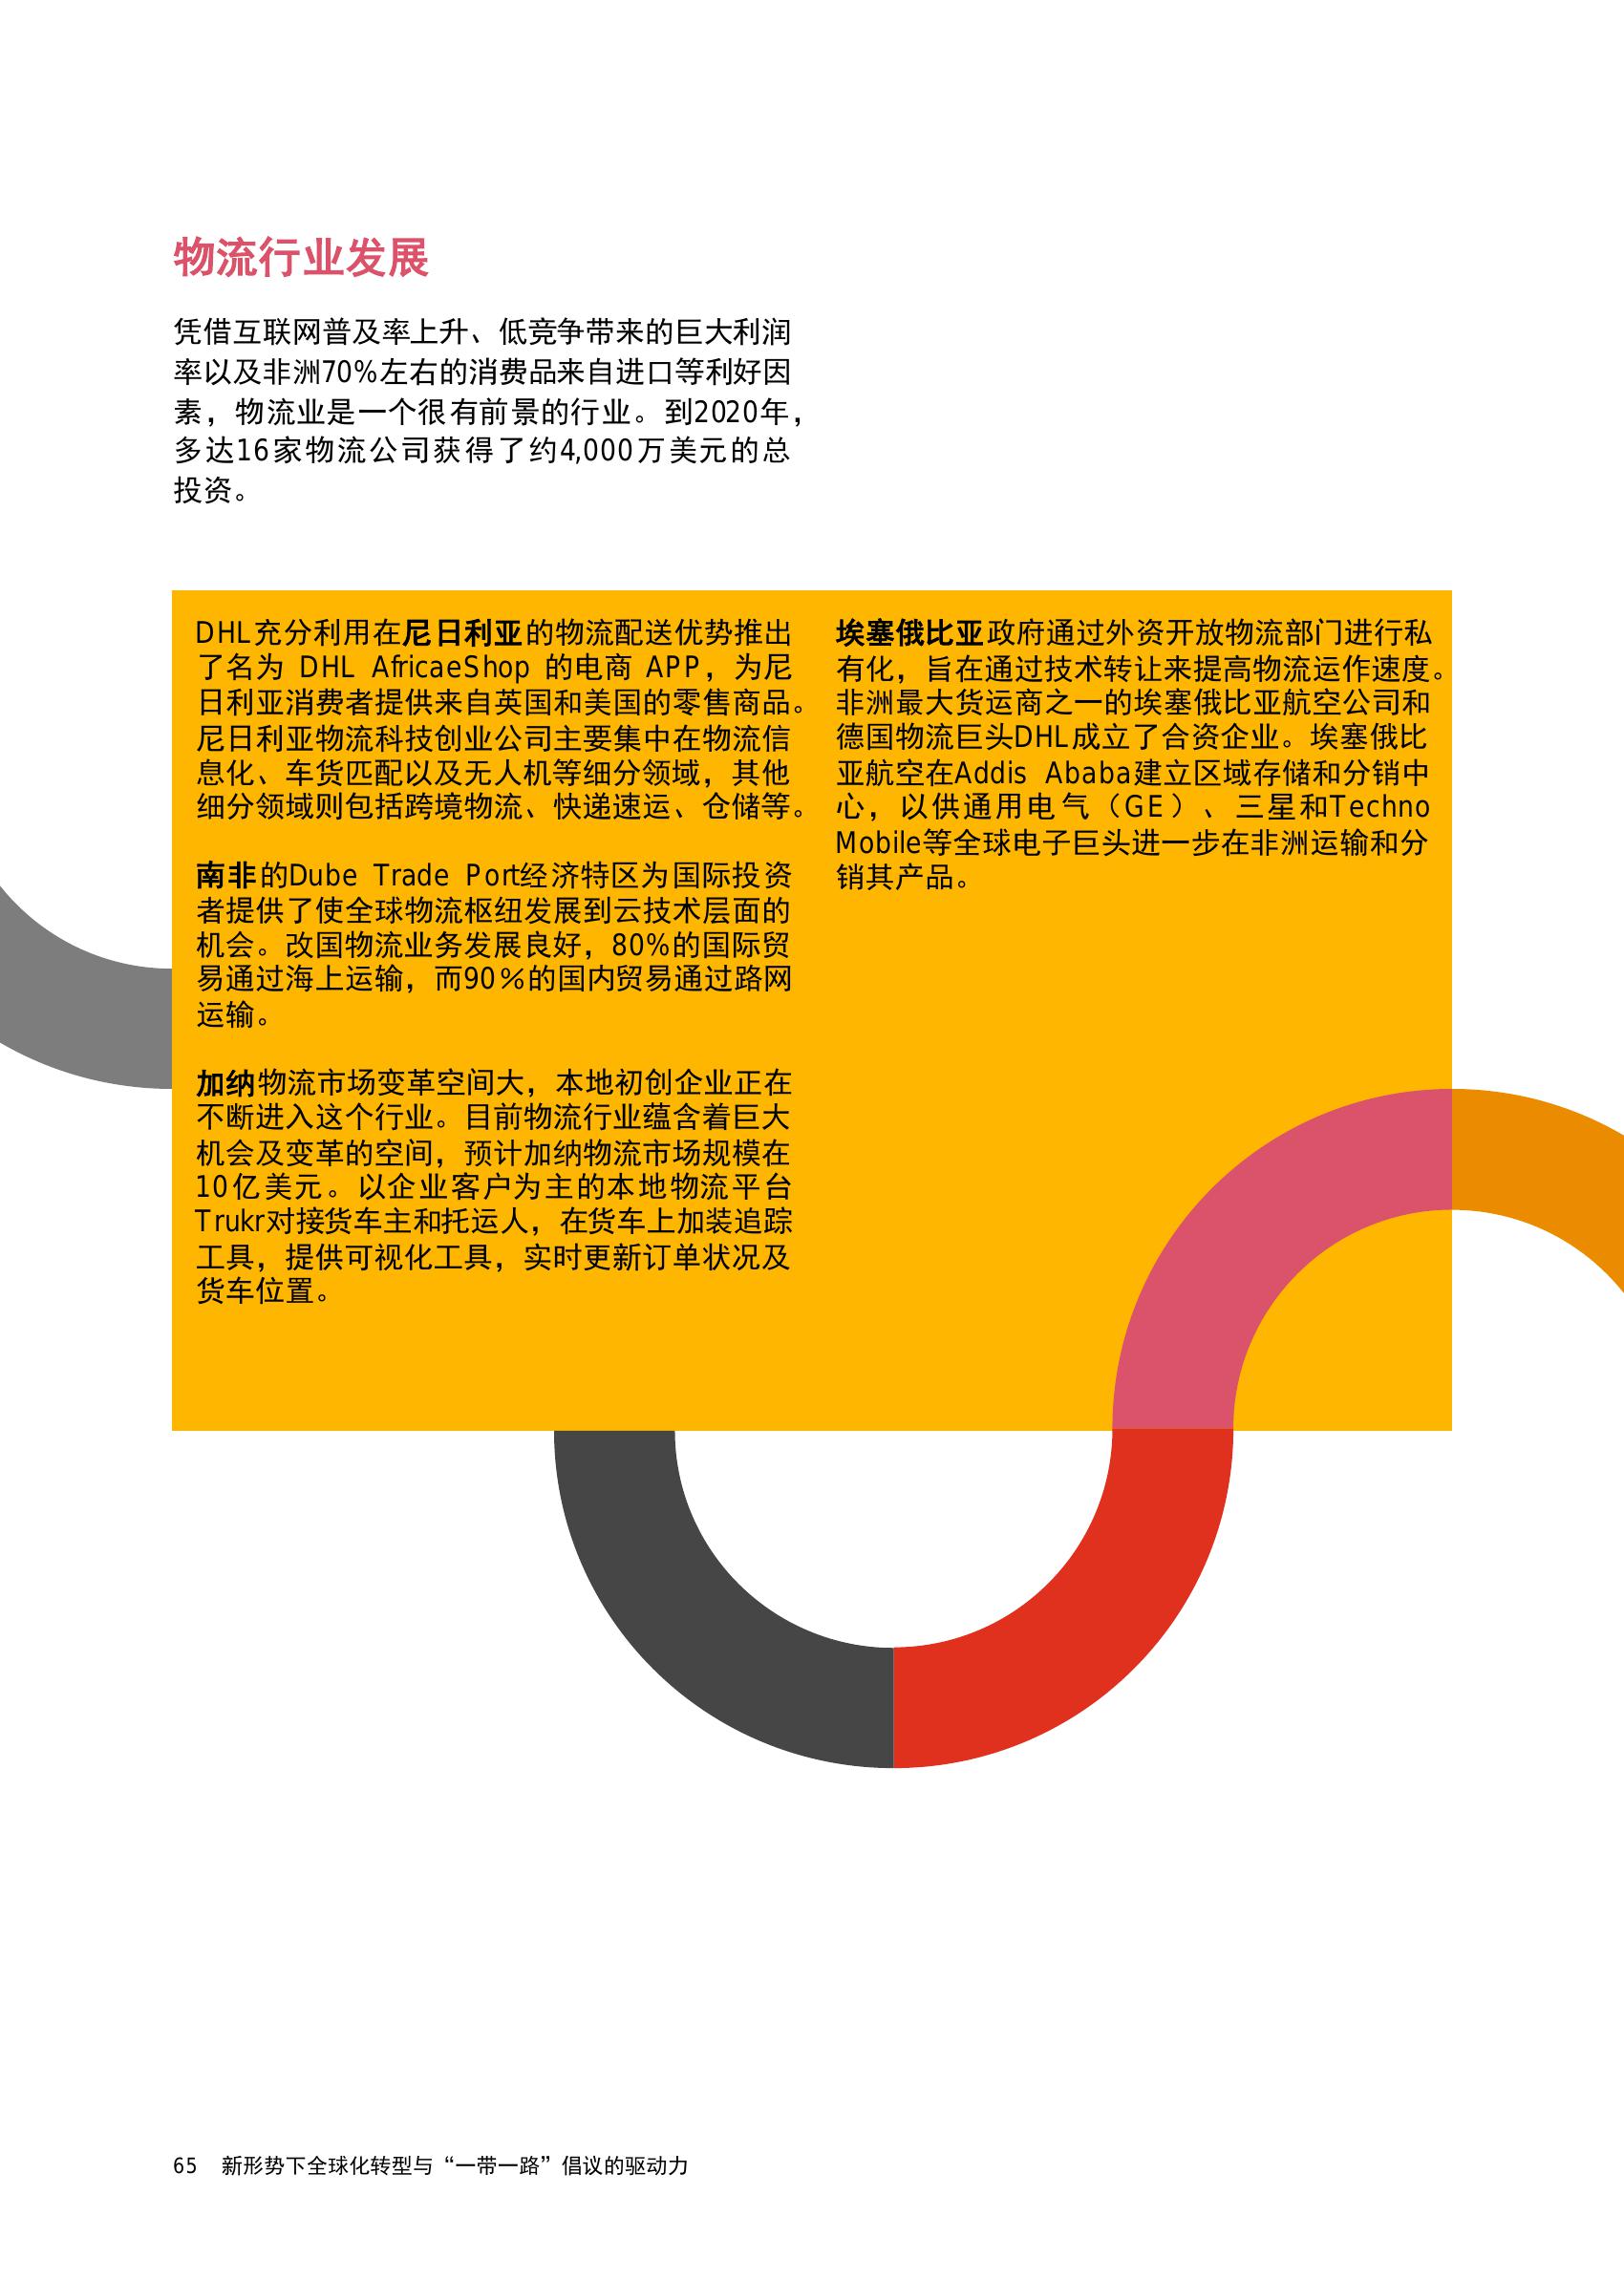 物流行业发展
凭借互联网普及率上升、低竞争带来的巨大利润
率以及非洲70%左右的消费品来自进口等利好因
素，物流业是一个很有前景的行业。到2020年，
多达16家物流公司获得了约4,000万美元的总
投资。
DHL充分利用在尼日利亚的物流配送优势推出
了名为 DHL AfricaeShop 的电商 APP，为尼
日利亚消费者提供来自英国和美国的零售商品。
尼日利亚物流科技创业公司主要集中在物流信
息化、车货匹配以及无人机等细分领域，其他
细分领域则包括跨境物流、快递速运、仓储等。
南非的Dube Trade Port经济特区为国际投资
者提供了使全球物流枢纽发展到云技术层面的
机会。改国物流业务发展良好，80%的国际贸
易通过海上运输，而90%的国内贸易通过路网
运输。
加纳物流市场变革空间大，本地初创企业正在
不断进入这个行业。目前物流行业蕴含着巨大
机会及变革的空间，预计加纳物流市场规模在
10亿美元。以企业客户为主的本地物流平台
Trukr对接货车主和托运人，在货车上加装追踪
工具，提供可视化工具，实时更新订单状况及
货车位置。
埃塞俄比亚政府通过外资开放物流部门进行私
有化，旨在通过技术转让来提高物流运作速度。
非洲最大货运商之一的埃塞俄比亚航空公司和
德国物流巨头DHL成立了合资企业。埃塞俄比
亚航空在Addis Ababa建立区域存储和分销中
心，以供通用电气（GE）、三星和Techno
Mobile等全球电子巨头进一步在非洲运输和分
销其产品。
65 新形势下全球化转型与“一带一路”倡议的驱动力